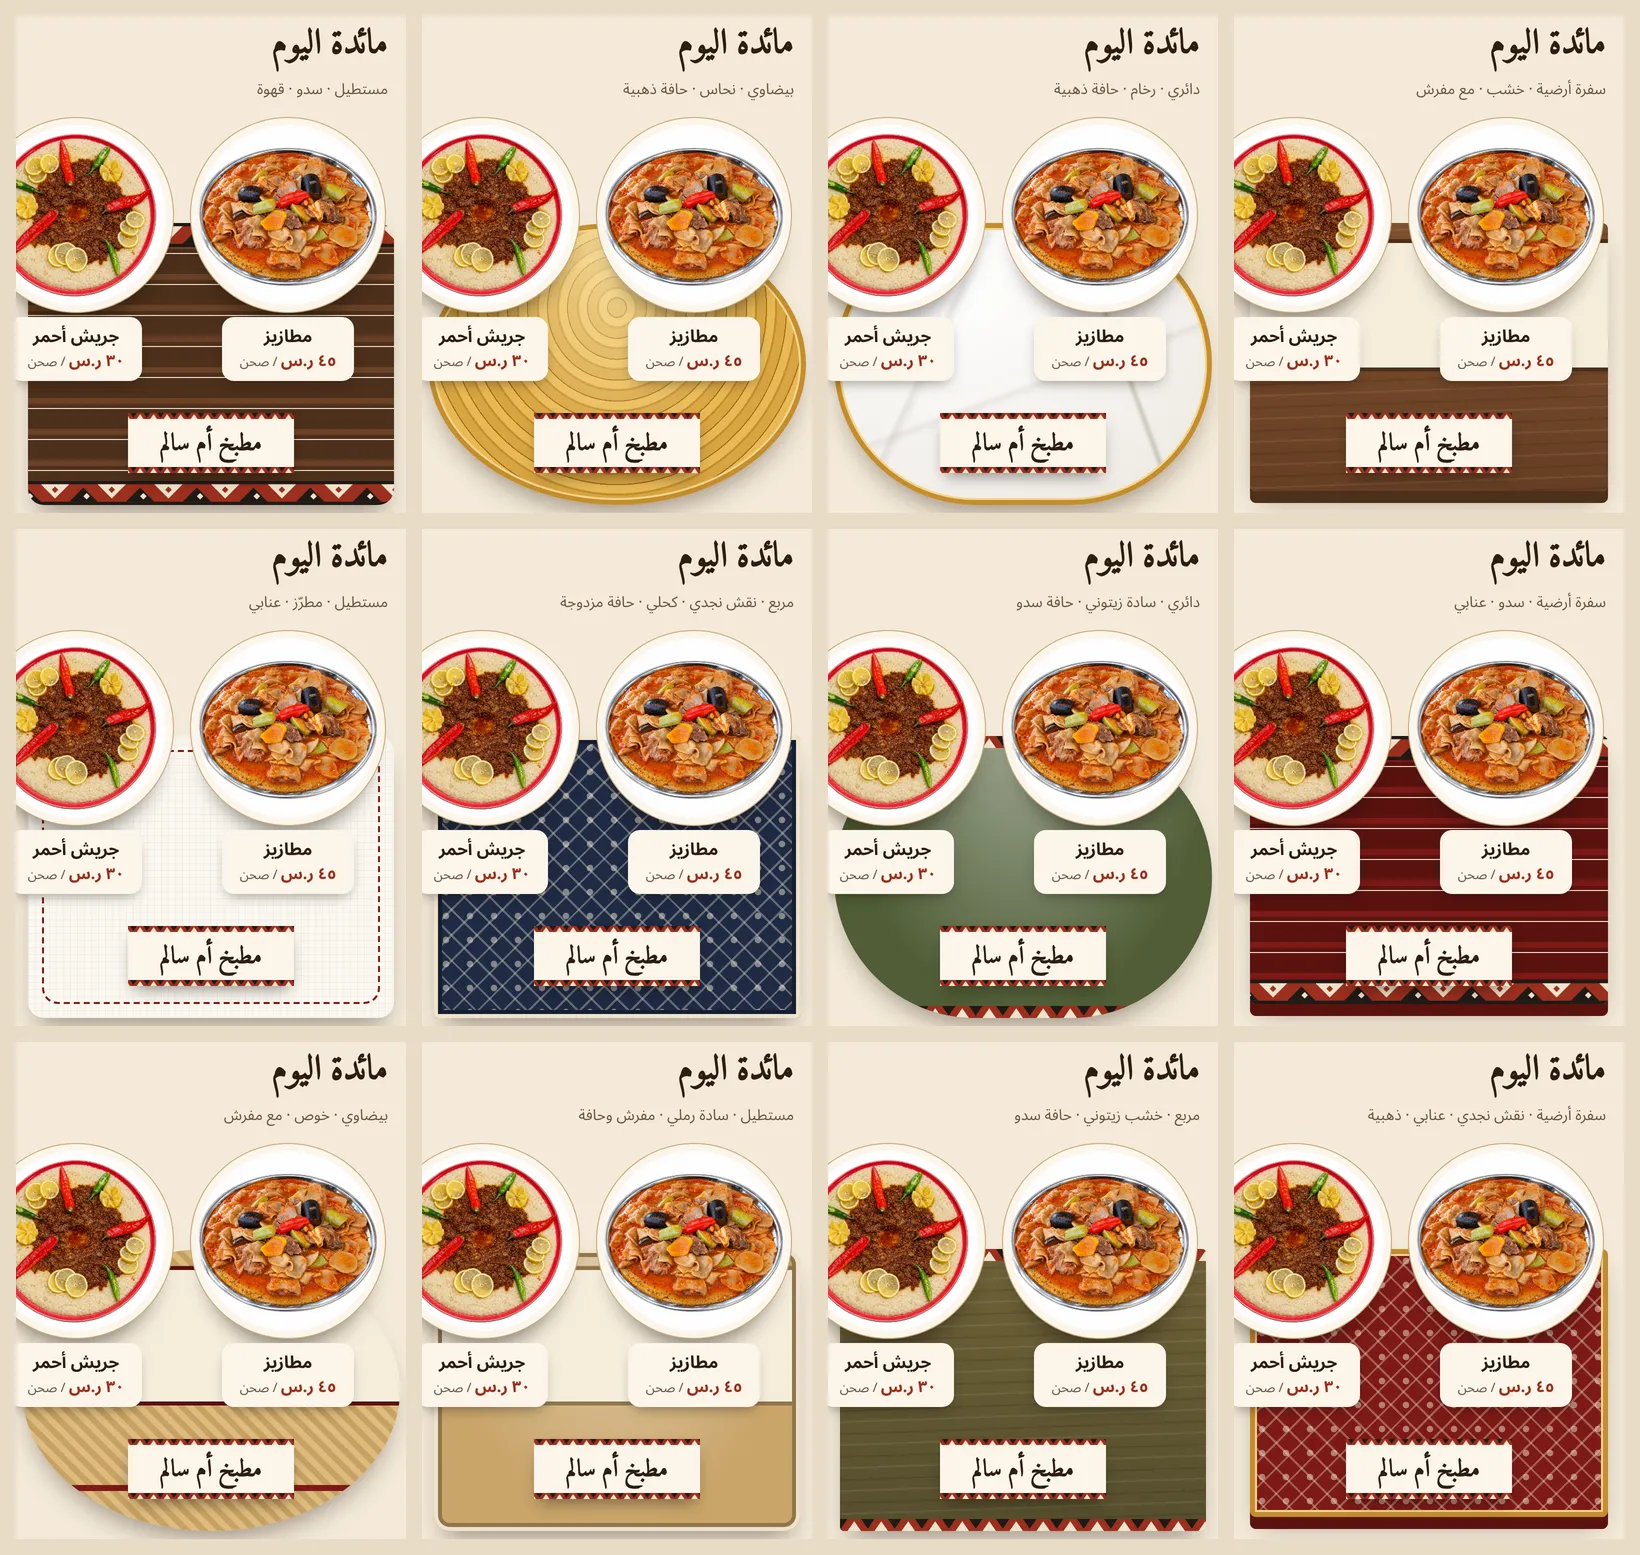 مائدة اليوم
سفرة أرضية · خشب · مع مفرش
مطازيز
٤٥ ر.س / صحن
جريش أحمر
٣٠ ر.س / صحن
مطبخ أم سالم
مائدة اليوم
دائري · رخام · حافة ذهبية
مطازيز
٤٥ ر.س / صحن
جريش أحمر
٣٠ ر.س / صحن
مطبخ أم سالم
مائدة اليوم
بيضاوي · نحاس · حافة ذهبية
مطازيز
٤٥ ر.س / صحن
جريش أحمر
٣٠ ر.س / صحن
مطبخ أم سالم
مائدة اليوم
مستطيل · سدو · قهوة
مطازيز
٤٥ ر.س / صحن
جريش أحمر
٣٠ ر.س / صحن
مطبخ أم سالم
مائدة اليوم
سفرة أرضية · سدو · عنابي
مطازيز
٤٥ ر.س / صحن
جريش أحمر
٣٠ ر.س / صحن
مطبخ أم سالم
مائدة اليوم
دائري · سادة زيتوني · حافة سدو
مطازيز
٤٥ ر.س / صحن
جريش أحمر
٣٠ ر.س / صحن
مطبخ أم سالم
مائدة اليوم
مربع · نقش نجدي · كحلي · حافة مزدوجة
مطازيز
٤٥ ر.س / صحن
جريش أحمر
٣٠ ر.س / صحن
مطبخ أم سالم
مائدة اليوم
مستطيل · مطرّز · عنابي
مطازيز
٤٥ ر.س / صحن
جريش أحمر
٣٠ ر.س / صحن
مطبخ أم سالم
مائدة اليوم
سفرة أرضية · نقش نجدي · عنابي · ذهبية
مطازيز
٤٥ ر.س / صحن
جريش أحمر
٣٠ ر.س / صحن
مطبخ أم سالم
مائدة اليوم
مربع · خشب زيتوني · حافة سدو
مطازيز
٤٥ ر.س / صحن
جريش أحمر
٣٠ ر.س / صحن
مطبخ أم سالم
مائدة اليوم
مستطيل · سادة رملي · مفرش وحافة
مطازيز
٤٥ ر.س / صحن
جريش أحمر
٣٠ ر.س / صحن
مطبخ أم سالم
مائدة اليوم
بيضاوي · خوص · مع مفرش
مطازيز
٤٥ ر.س / صحن
جريش أحمر
٣٠ ر.س / صحن
مطبخ أم سالم